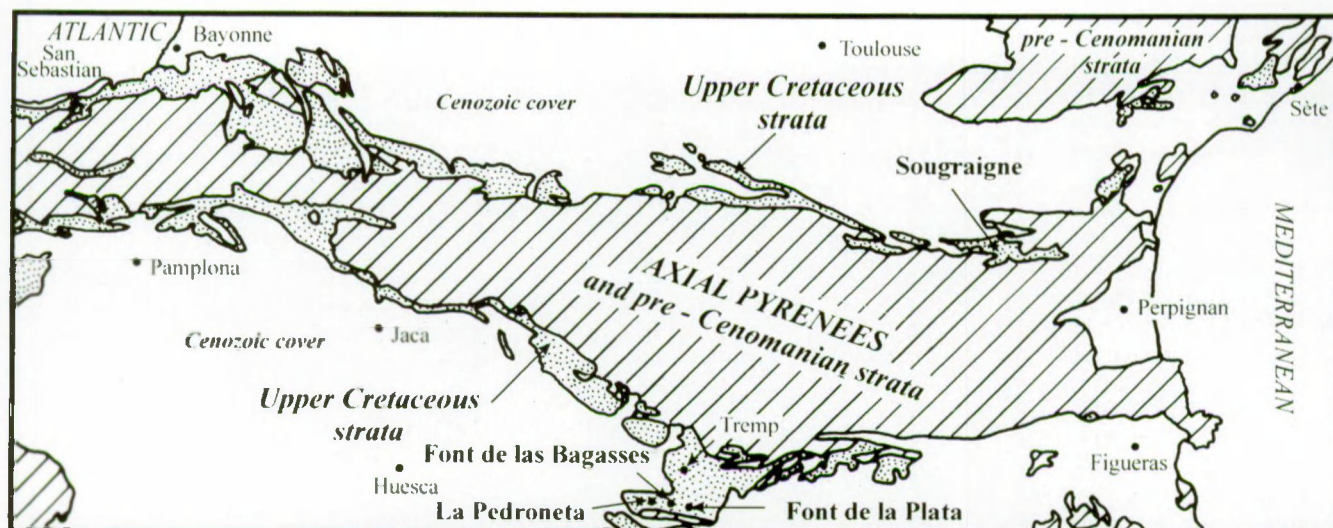 ATLANTIC
San
Sebastian
Bayonne
Toulouse
pre - Cenomanian
strata
Sète
Cenozoic cover
Upper Cretaceous
strata
Sougraigne
MEDITERRANEAN
Pamplona
Jaca
Cenozoic cover
AXIAL PYRENEES
and pre - Cenomanian strata
Perpignan
Upper Cretaceous
strata
Tremp
Font de las Bagasses
Huesca
Figueras
La Pedroneta
Font de la Plata